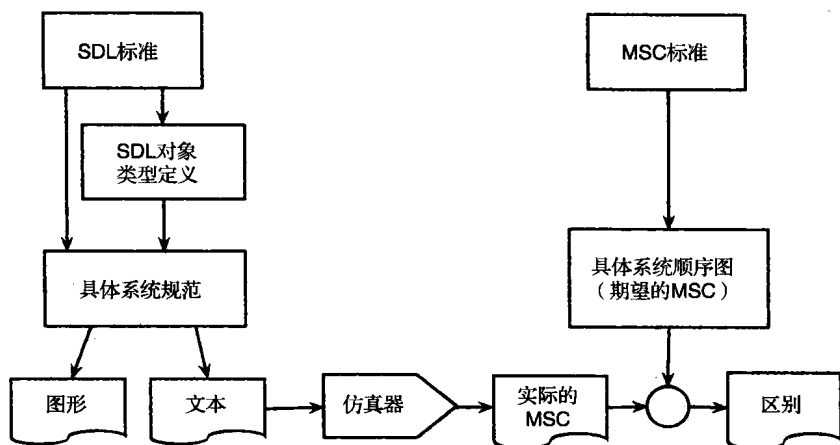 SDL标准
MSC标准
SDL对象
类型定义
具体系统规范
具体系统顺序图
（期望的MSC）
图形
文本
仿真器
实际的
MSC
区别